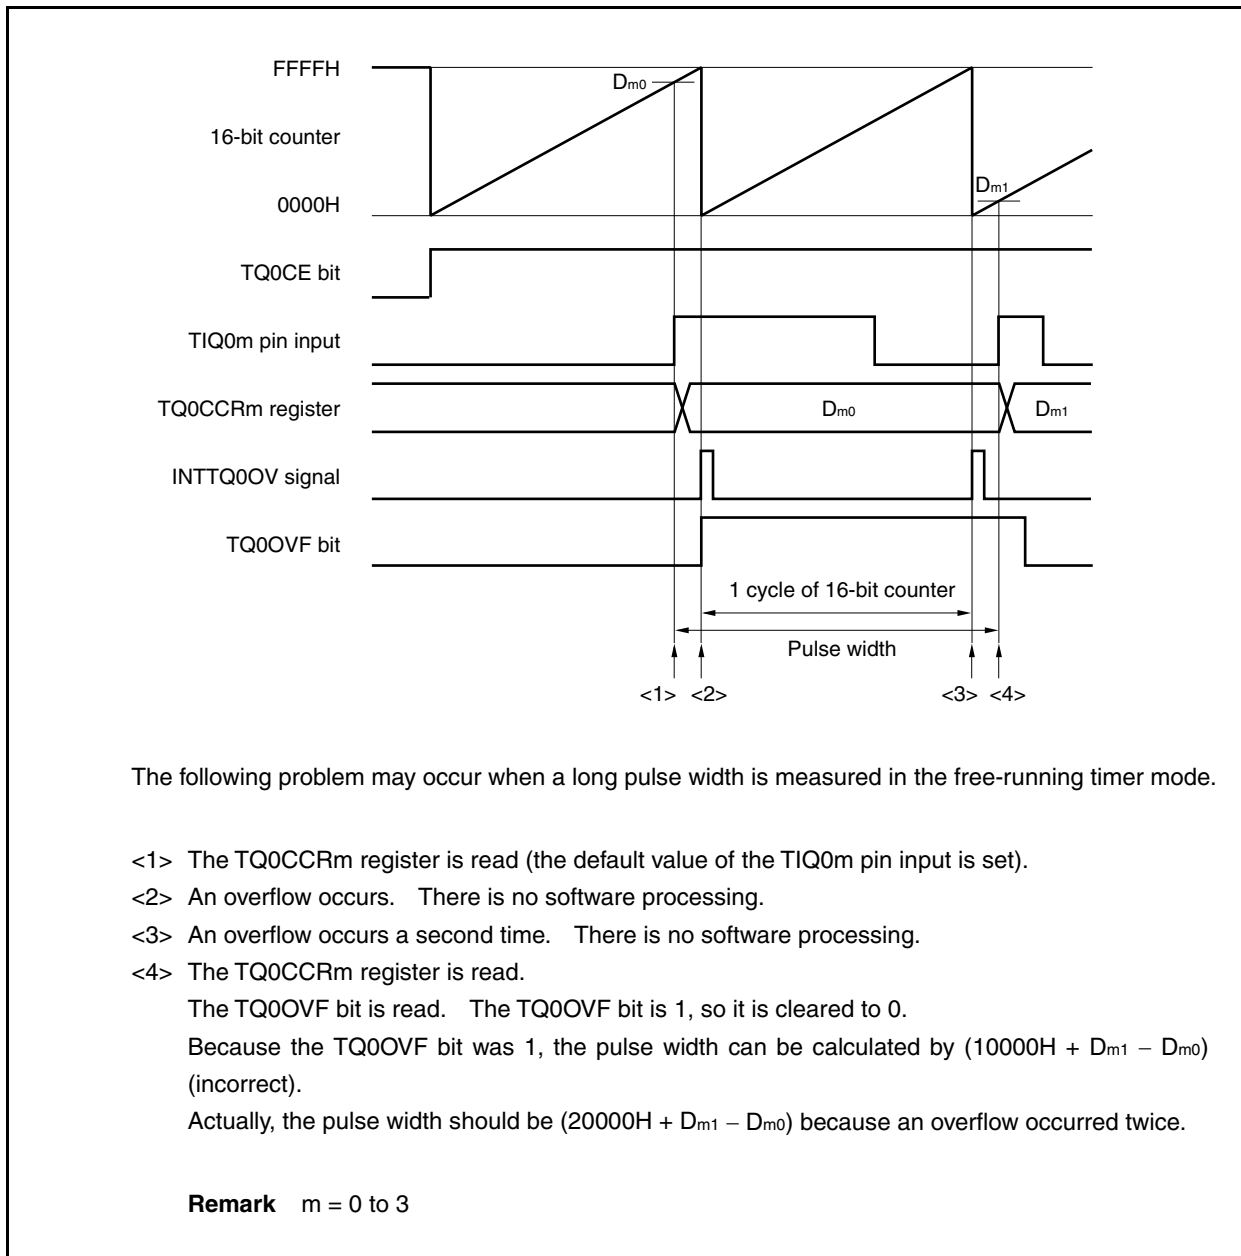 FFFFH
Dm0
16-bit counter
Dm1
0000H
TQ0CE bit
TIQ0m pin input
TQ0CCRm register
Dm0
Dm1
INTTQ0OV signal
TQ0OVF bit
1 cycle of 16-bit counter
Pulse width
<1> <2> <3> <4>
The following problem may occur when a long pulse width is measured in the free-running timer mode.
<1> The TQ0CCRm register is read (the default value of the TIQ0m pin input is set).
<2> An overflow occurs. There is no software processing.
<3> An overflow occurs a second time. There is no software processing.
<4> The TQ0CCRm register is read.
The TQ0OVF bit is read. The TQ0OVF bit is 1, so it is cleared to 0.
Because the TQ0OVF bit was 1, the pulse width can be calculated by (10000H + Dm1 − Dm0)
(incorrect).
Actually, the pulse width should be (20000H + Dm1 − Dm0) because an overflow occurred twice.
Remark m = 0 to 3